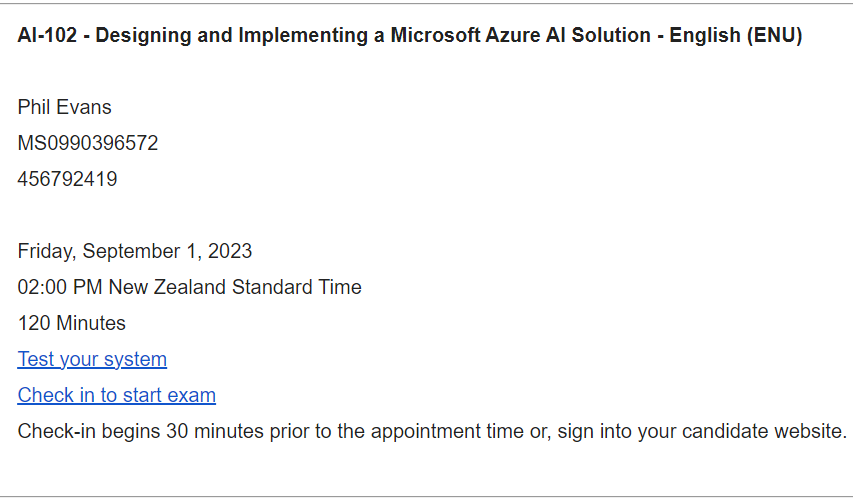 AI-102 - Designing and Implementing a Microsoft Azure AI Solution - English (ENU)
Phil Evans
MS0990396572
456792419
Friday, September 1, 2023
02:00 PM New Zealand Standard Time
120 Minutes
Test your system
Check in to start exam
Check-in begins 30 minutes prior to the appointment time or, sign into your candidate website.